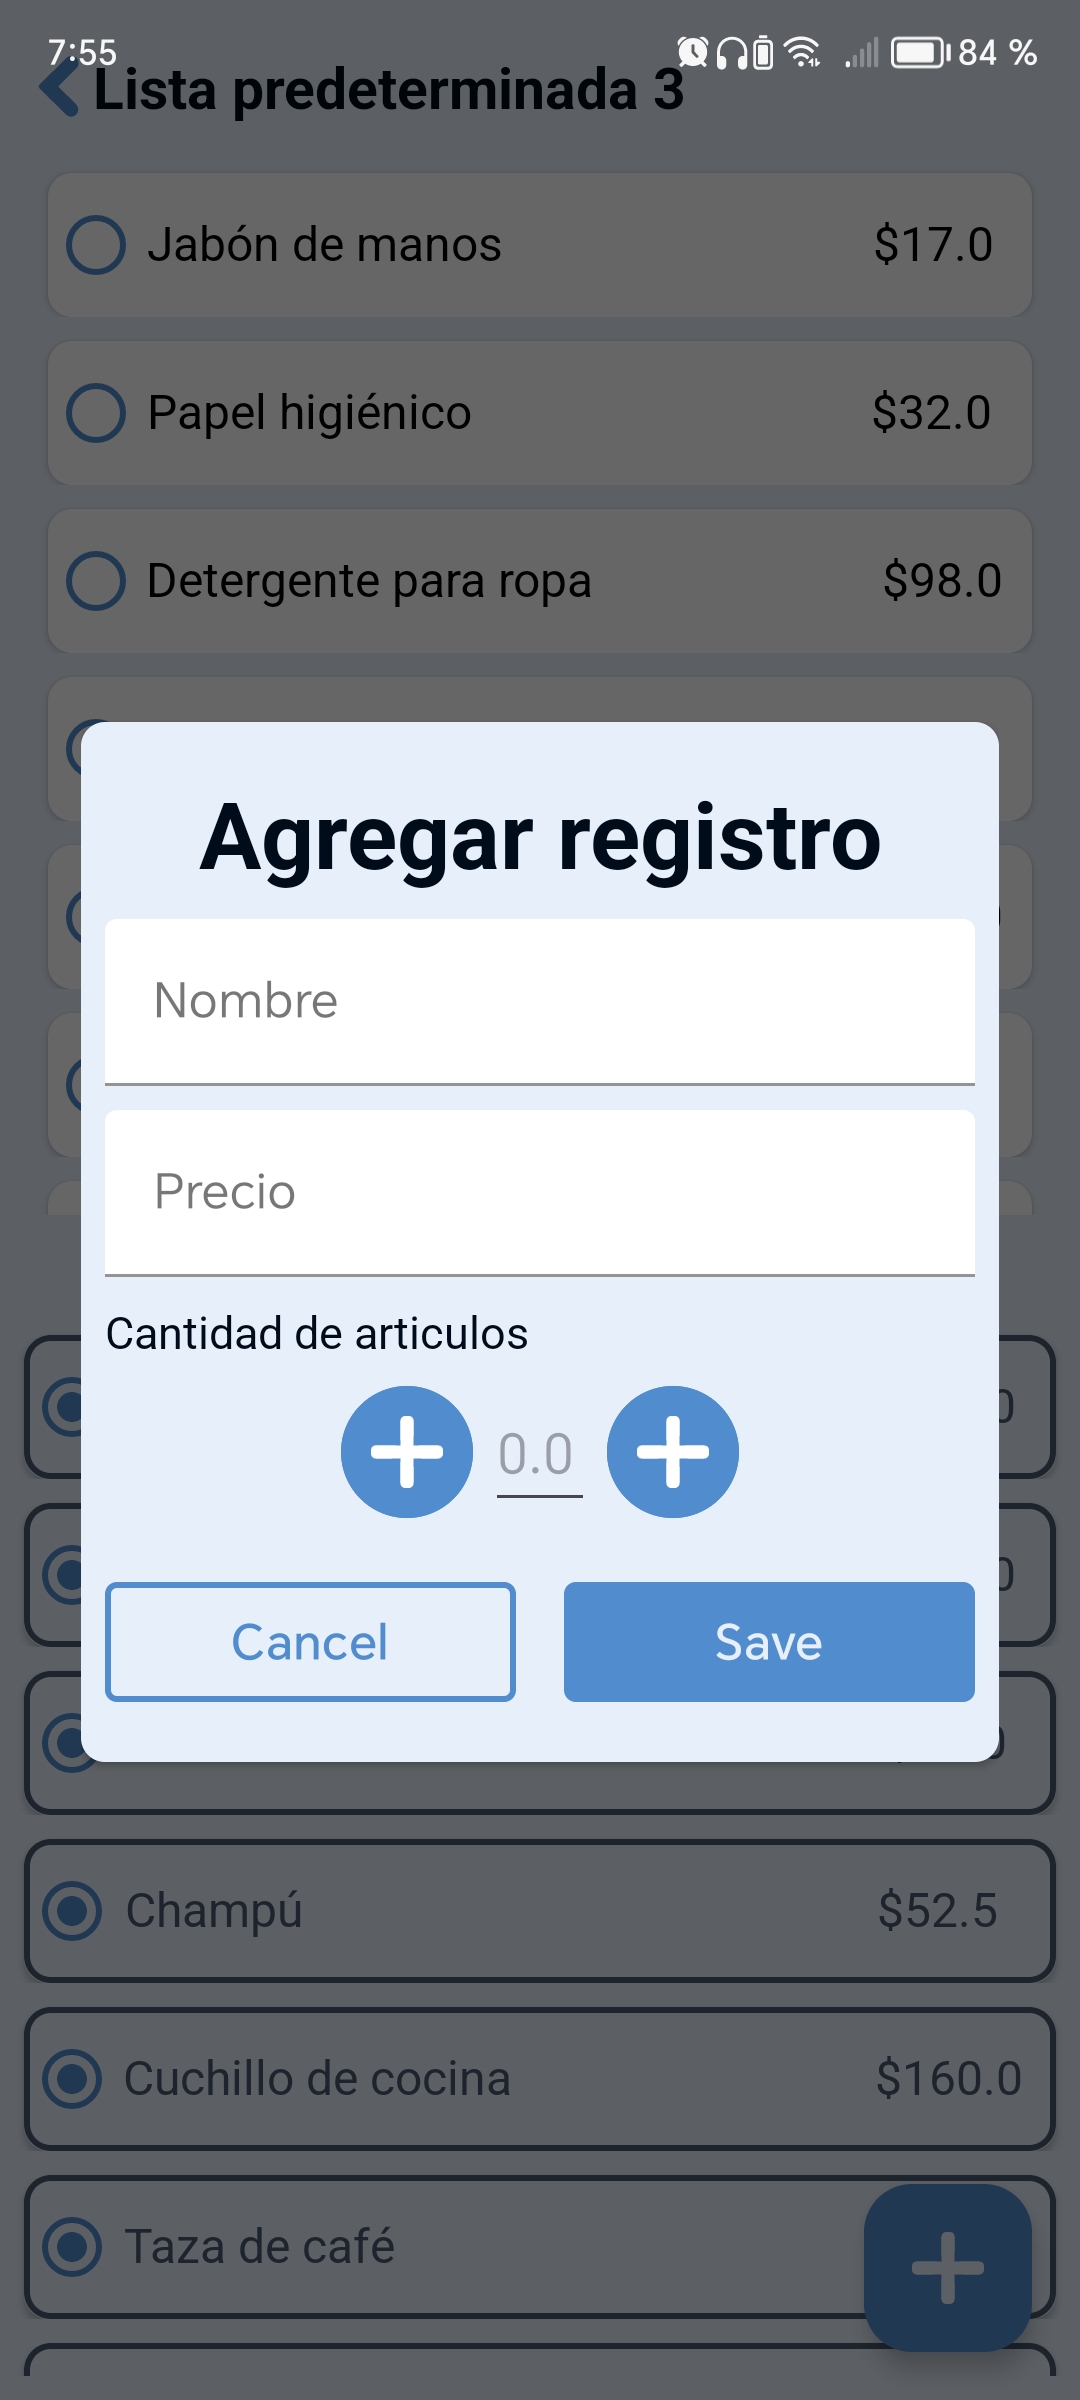 7:55
84 %
Lista predeterminada 3
Jabón de manos $17.0
Papel higiénico $32.0
Detergente para ropa $98.0
Agregar registro
Nombre
Precio
Cantidad de articulos
0.0
Cancel Save
Champú $52.5
Cuchillo de cocina $160.0
Taza de café